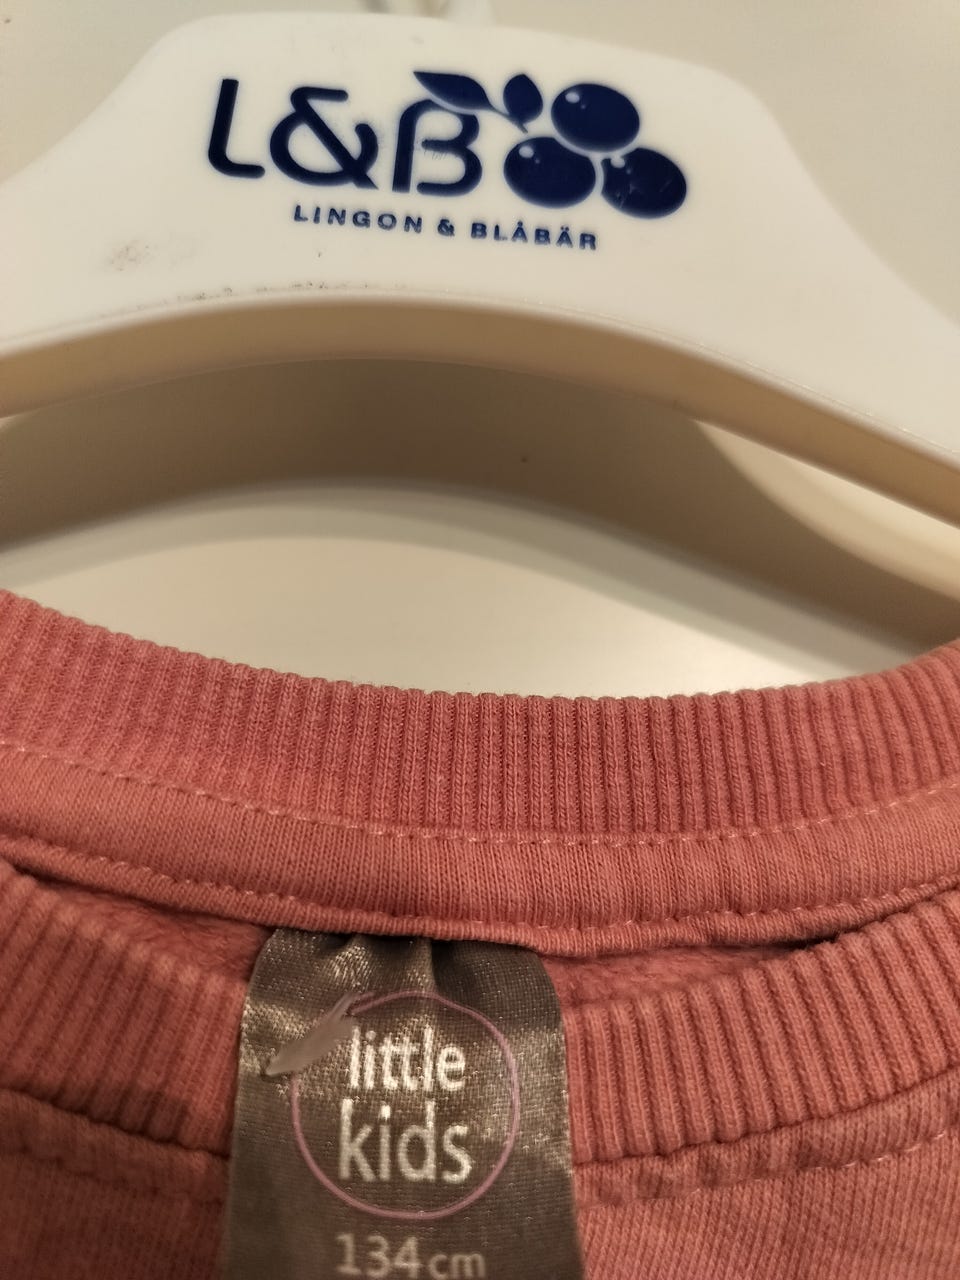 L&B
LINGON & BLÅBÄR
little
kids
134cm